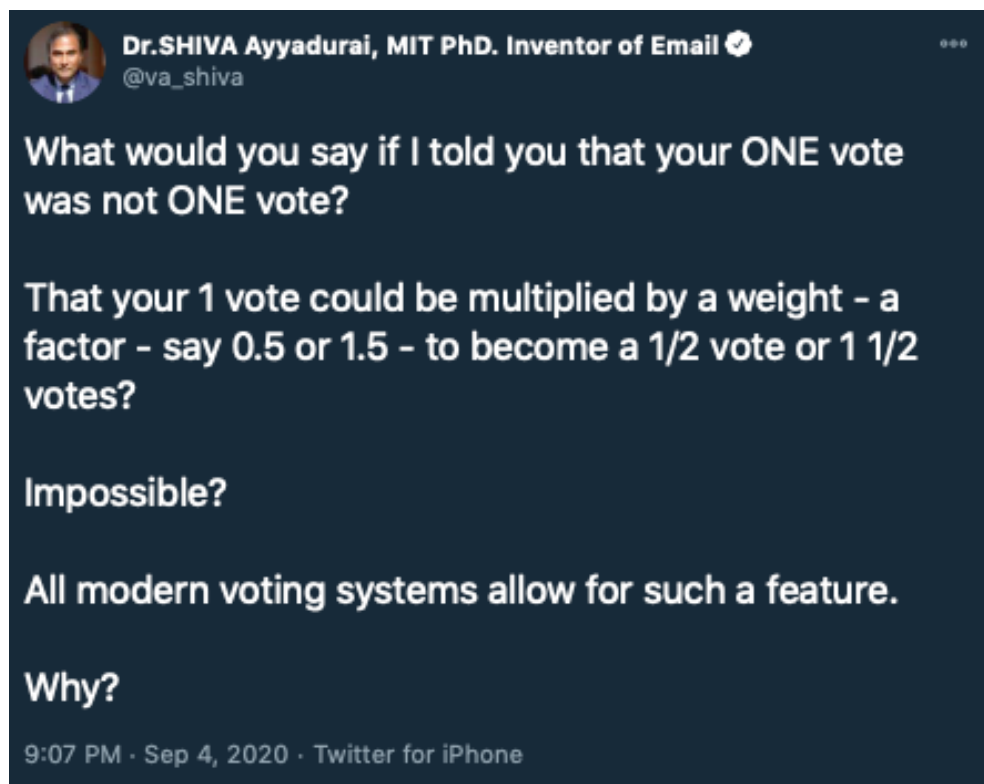 Dr.SHIVA Ayyadurai, MIT PhD. Inventor of Email
@va_shiva
What would you say if I told you that your ONE vote
was not ONE vote?
That your 1 vote could be multiplied by a weight - a
factor - say 0.5 or 1.5 - to become a 1/2 vote or 1 1/2
votes?
Impossible?
All modern voting systems allow for such a feature.
Why?
9:07 PM · Sep 4, 2020 · Twitter for iPhone